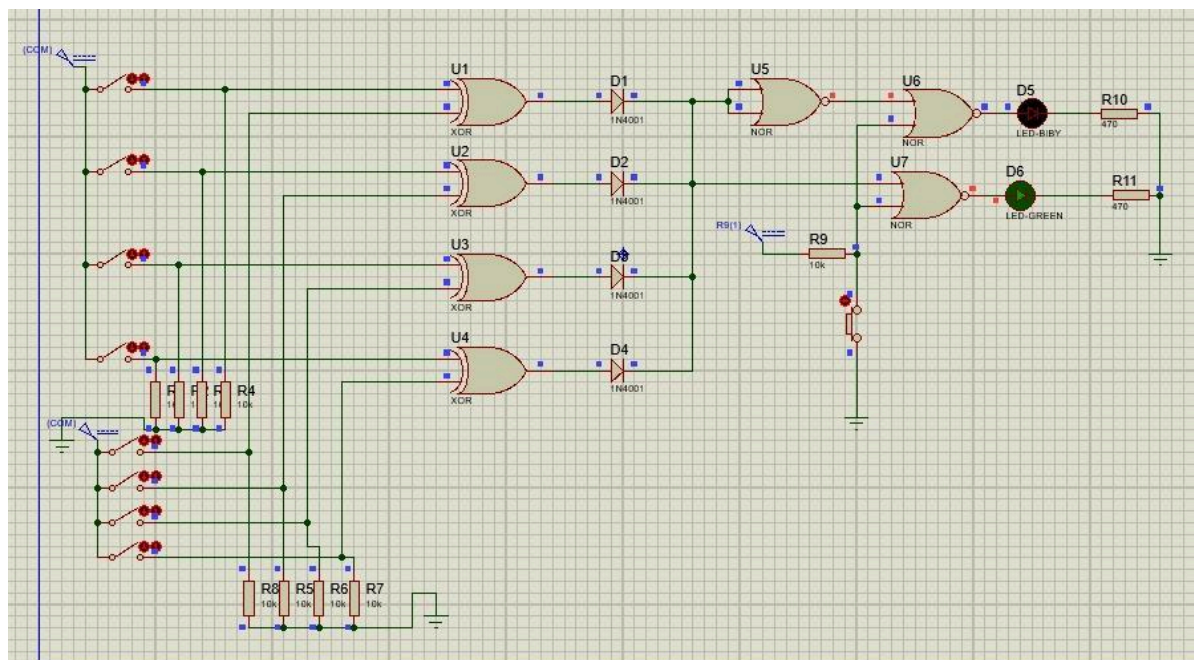 (COM)
U1
XOR
D1
1N4001
U5
NOR
U6
NOR
D5
LED-BIBY
R10
470
U2
XOR
D2
1N4001
U7
NOR
D6
LED-GREEN
R11
470
R9(1)
R9
10k
U3
XOR
D3
1N4001
U4
XOR
D4
1N4001
R4
10k
(COM)
R8
10k
R5
10k
R6
10k
R7
10k